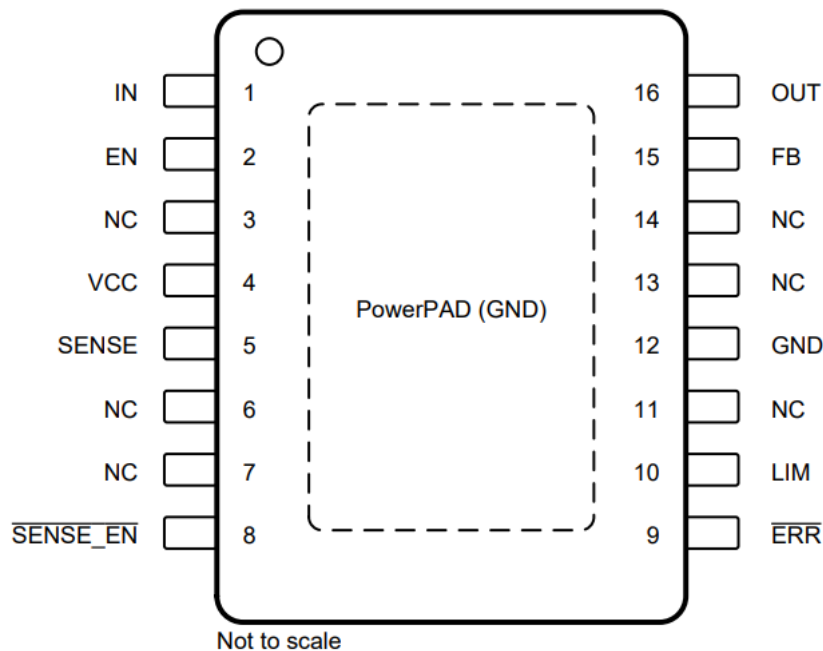 IN 1 16 OUT
EN 2 15 FB
NC 3 14 NC
VCC 4 13 NC
PowerPAD (GND)
SENSE 5 12 GND
NC 6 11 NC
NC 7 10 LIM
SENSE_EN 8 9 ERR
Not to scale